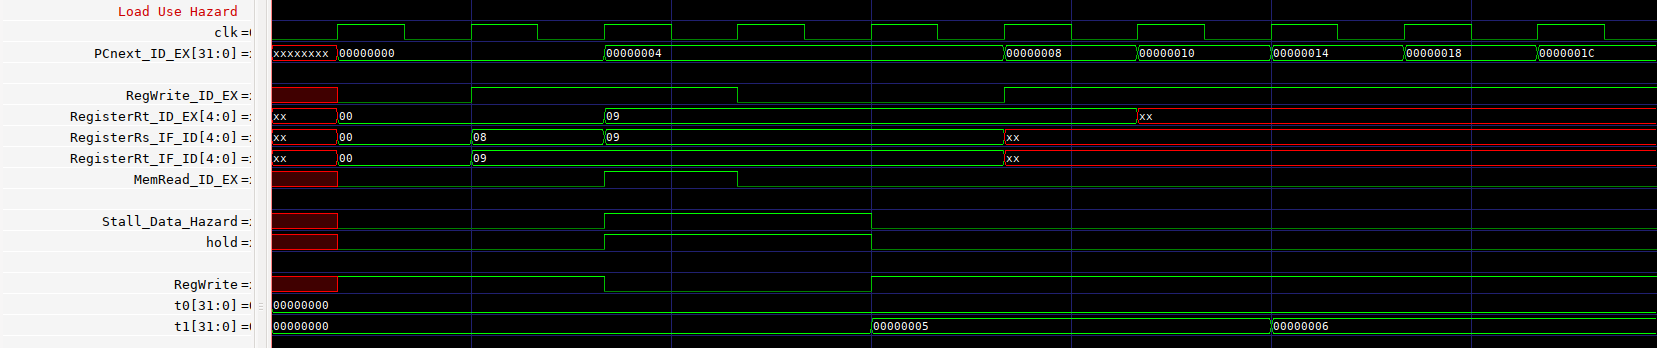 Load Use Hazard
clk=
PCnext_ID_EX[31:0]= xxxxxxxx 00000000 00000004 00000008 00000010 00000014 00000018 0000001C
RegWrite_ID_EX=
RegisterRt_ID_EX[4:0]= xx 00 09 xx
RegisterRs_IF_ID[4:0]= xx 00 08 09 xx
RegisterRt_IF_ID[4:0]= xx 00 09 xx
MemRead_ID_EX=
Stall_Data_Hazard=
hold=
RegWrite=
t0[31:0]= 00000000
t1[31:0]= 00000000 00000005 00000006